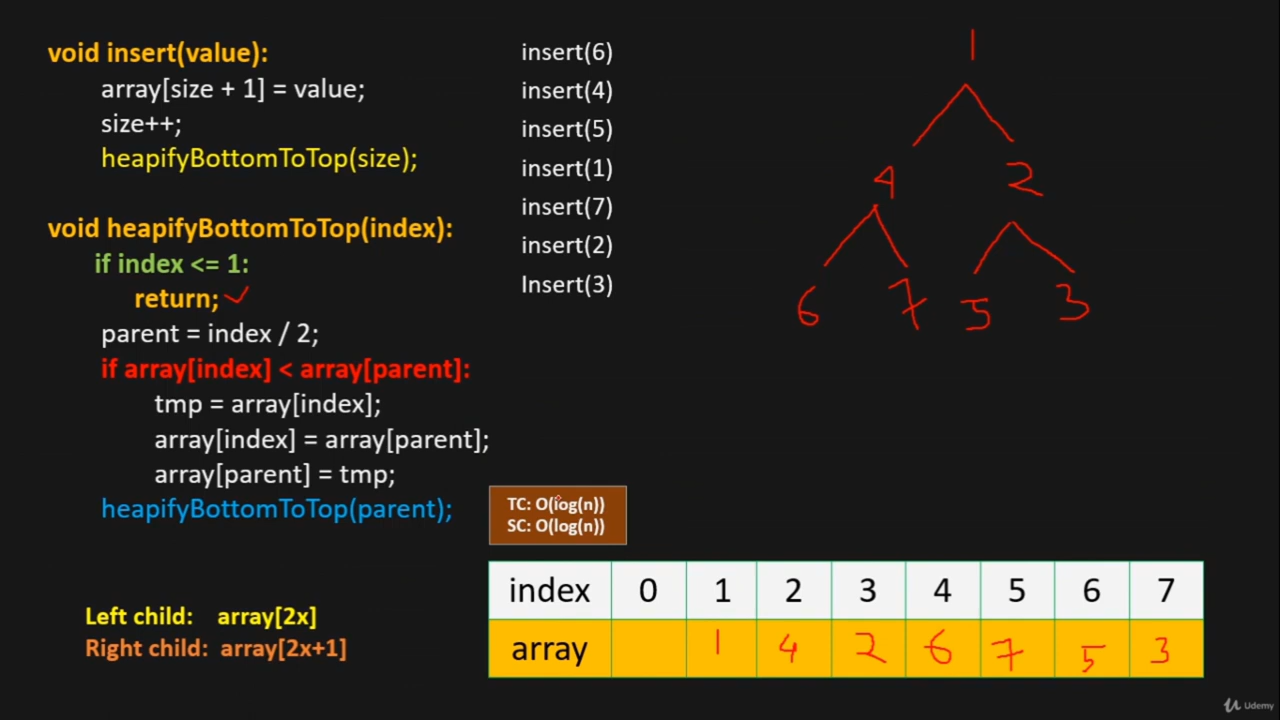 void insert(value):
array[size + 1] = value;
size++;
heapifyBottomToTop(size);
void heapifyBottomToTop(index):
if index <= 1:
return;
parent = index / 2;
if array[index] < array[parent]:
tmp = array[index];
array[index] = array[parent];
array[parent] = tmp;
heapifyBottomToTop(parent);
Left child: array[2x]
Right child: array[2x+1]
insert(6)
insert(4)
insert(5)
insert(1)
insert(7)
insert(2)
Insert(3)
1
4 2
6 7 5 3
TC: O(log(n))
SC: O(log(n))
index 0 1 2 3 4 5 6 7
array 1 4 2 6 7 5 3
Udemy